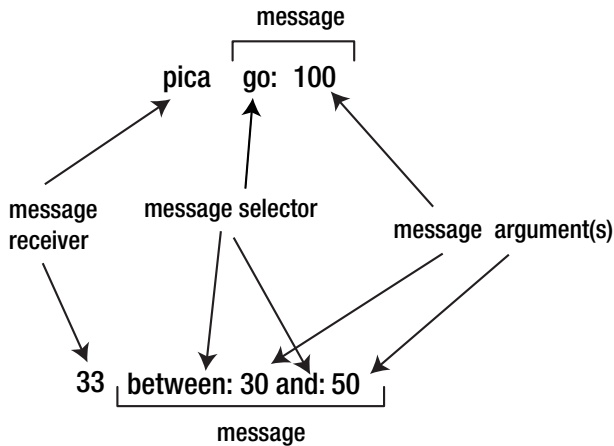 message
pica go: 100
message
receiver
message selector
message argument(s)
33 between: 30 and: 50
message